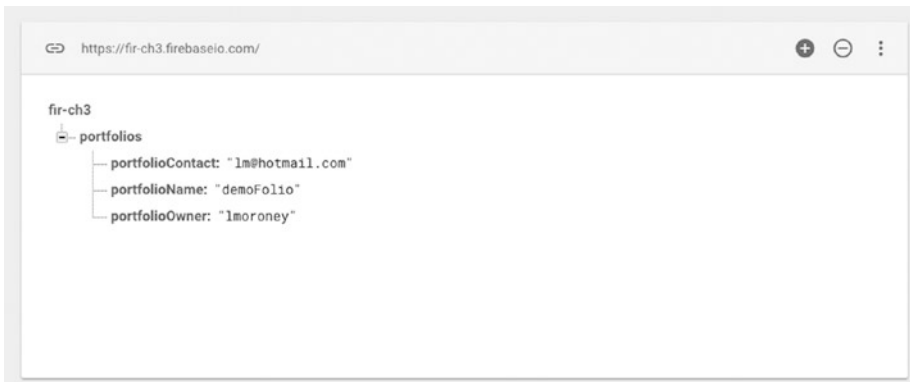 https://fir-ch3.firebaseio.com/
fir-ch3
portfolios
portfolioContact: "lm@hotmail.com"
portfolioName: "demoFolio"
portfolioOwner: "lmoroney"